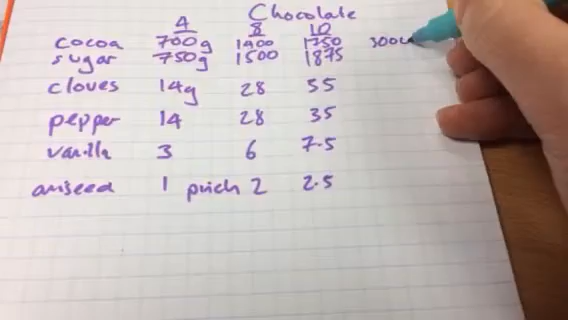 Chocolate
4 8 10
cocoa 700g 1400 1750 3000
sugar 750g 1500 1875
cloves 14g 28 55
pepper 14 28 35
vanilla 3 6 7.5
aniseed 1 pinch 2 2.5